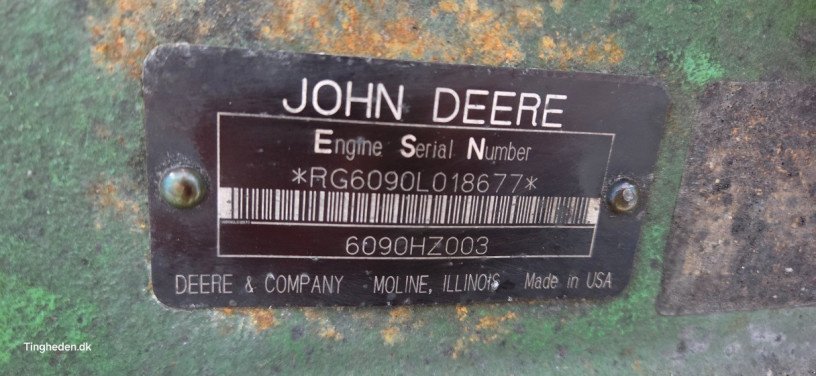 JOHN DEERE
Engine Serial Number
*RG6090L018677*
6090HZ003
DEERE & COMPANY MOLINE, ILLINOIS Made in USA
Tingheden.dk